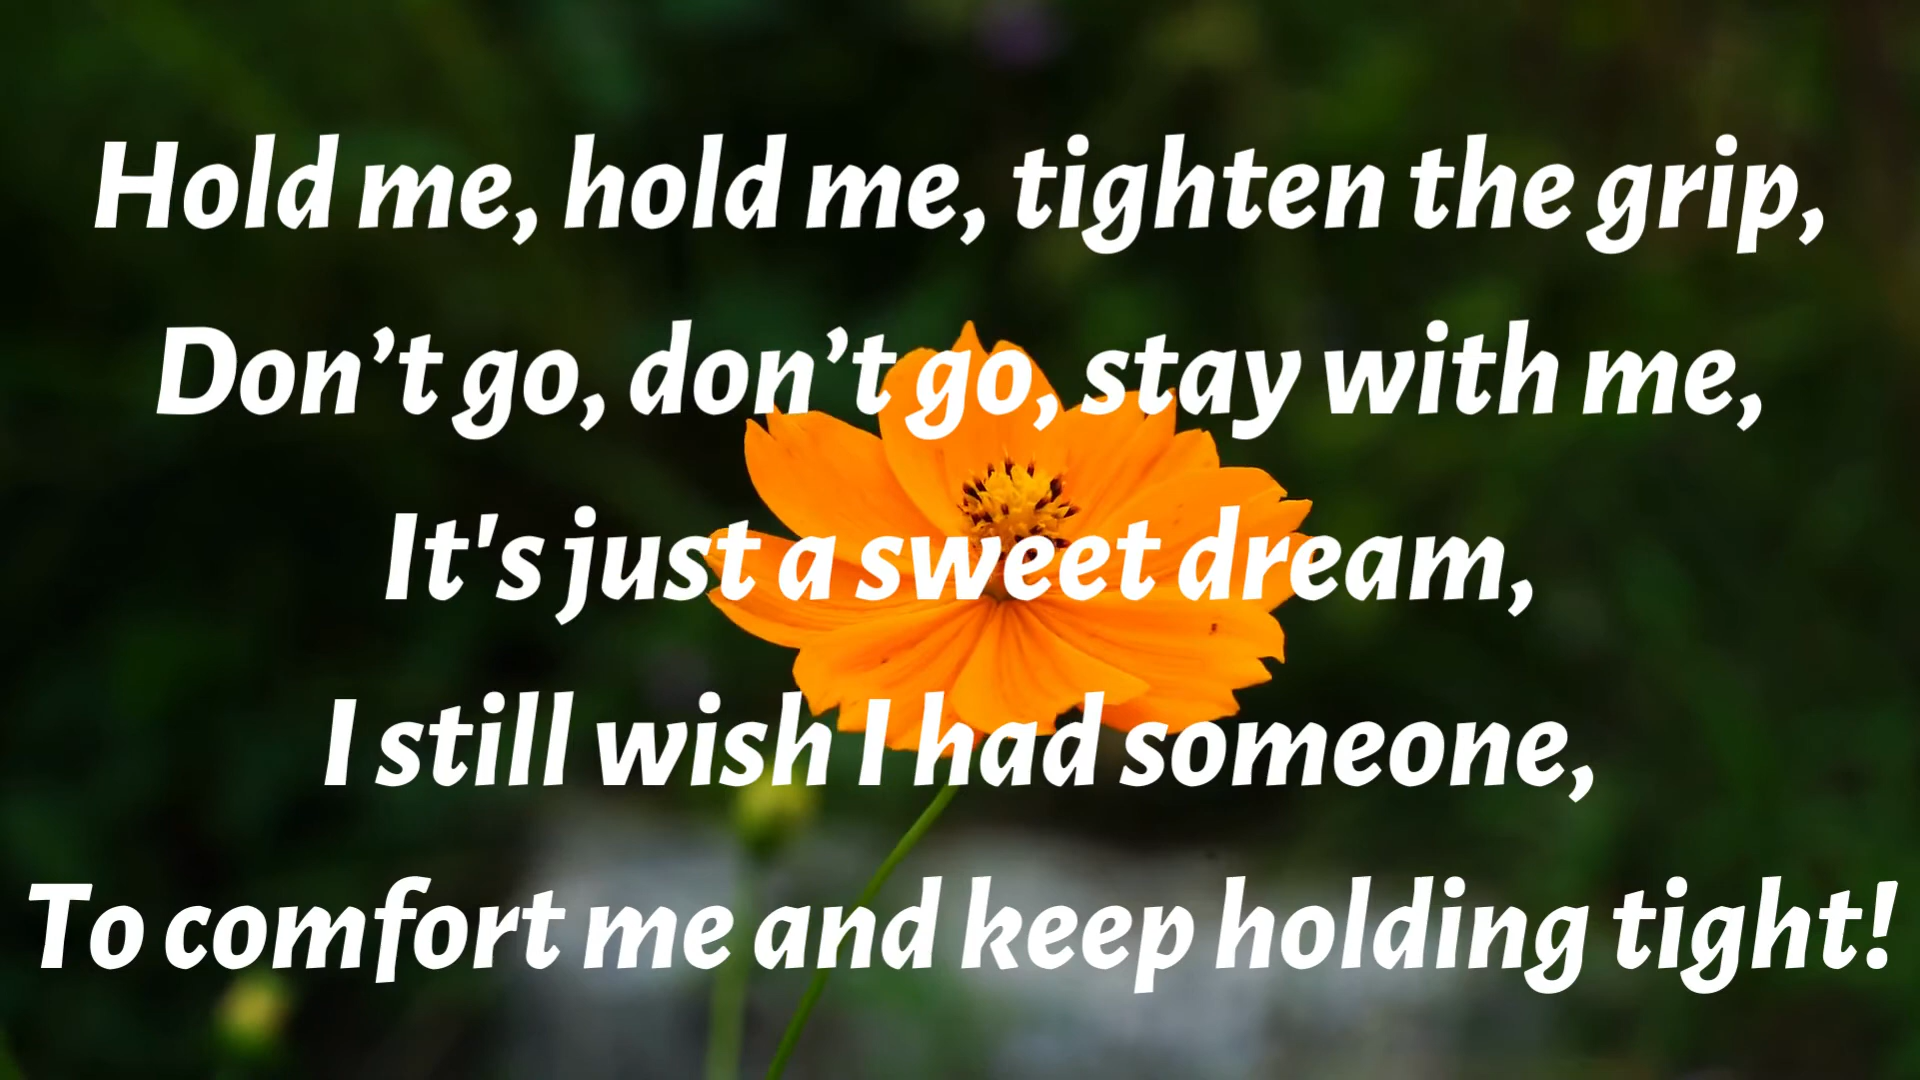 Hold me, hold me, tighten the grip,
Don’t go, don’t go, stay with me,
It's just a sweet dream,
I still wish I had someone,
To comfort me and keep holding tight!